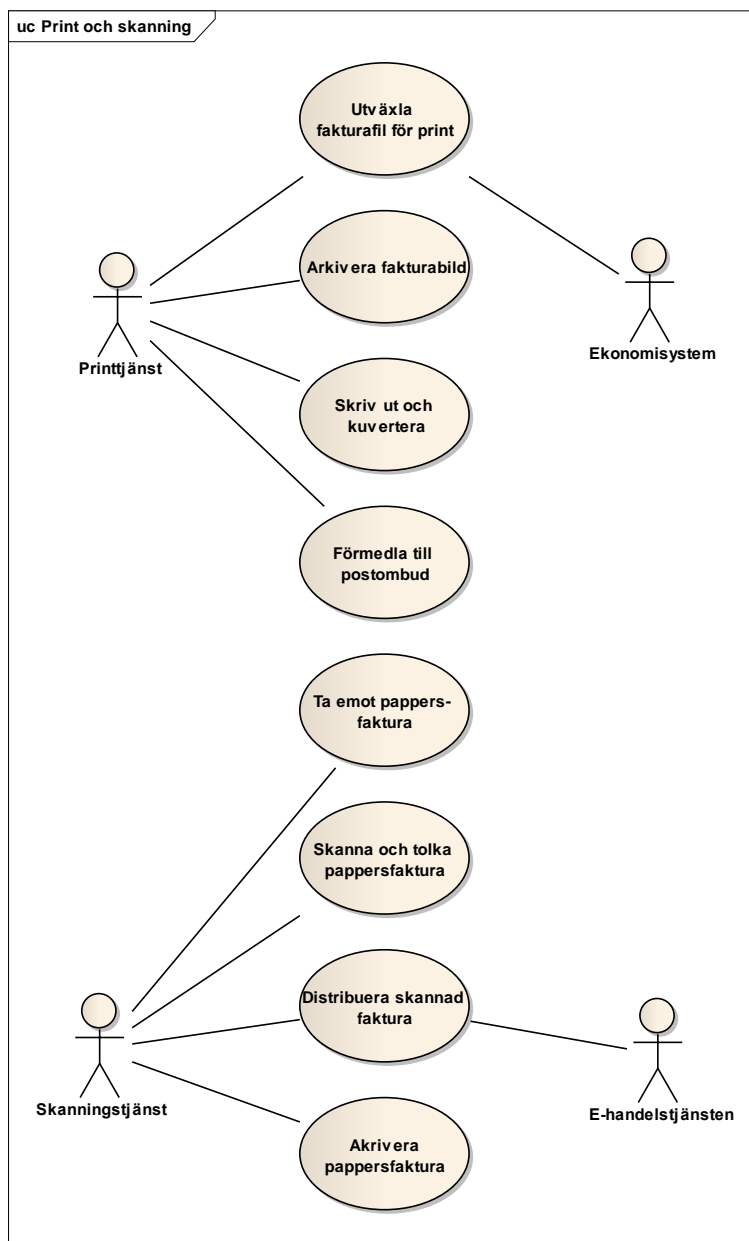 uc Print och skanning
Utväxla
fakturafil för print
Arkivera fakturabild
Printtjänst
Ekonomisystem
Skriv ut och
kuvertera
Förmedla till
postombud
Ta emot pappers-
faktura
Skanna och tolka
pappersfaktura
Distribuera skannad
faktura
Skanningstjänst
E-handelstjänsten
Akrivera
pappersfaktura